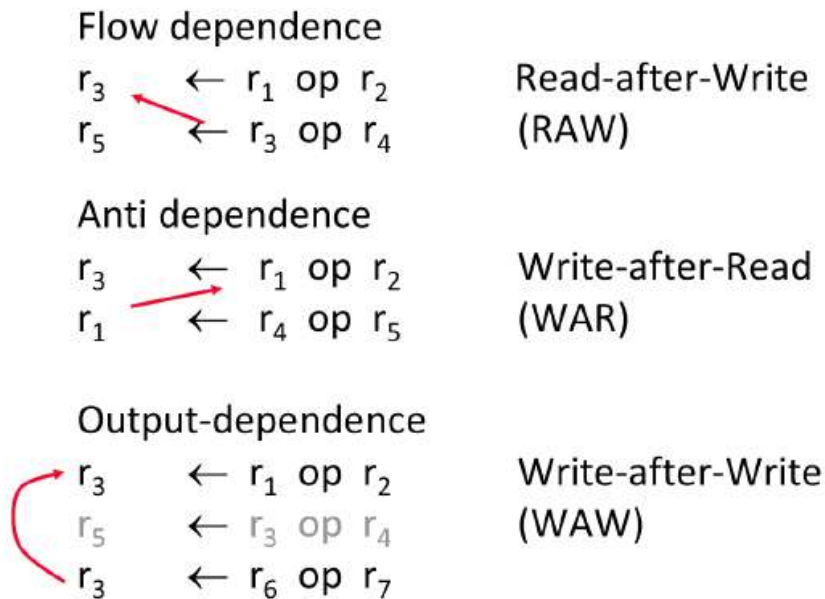 Flow dependence
r₃ ← r₁ op r₂ Read-after-Write
r₅ ← r₃ op r₄ (RAW)
Anti dependence
r₃ ← r₁ op r₂ Write-after-Read
r₁ ← r₄ op r₅ (WAR)
Output-dependence
r₃ ← r₁ op r₂ Write-after-Write
r₅ ← r₃ op r₄ (WAW)
r₃ ← r₆ op r₇